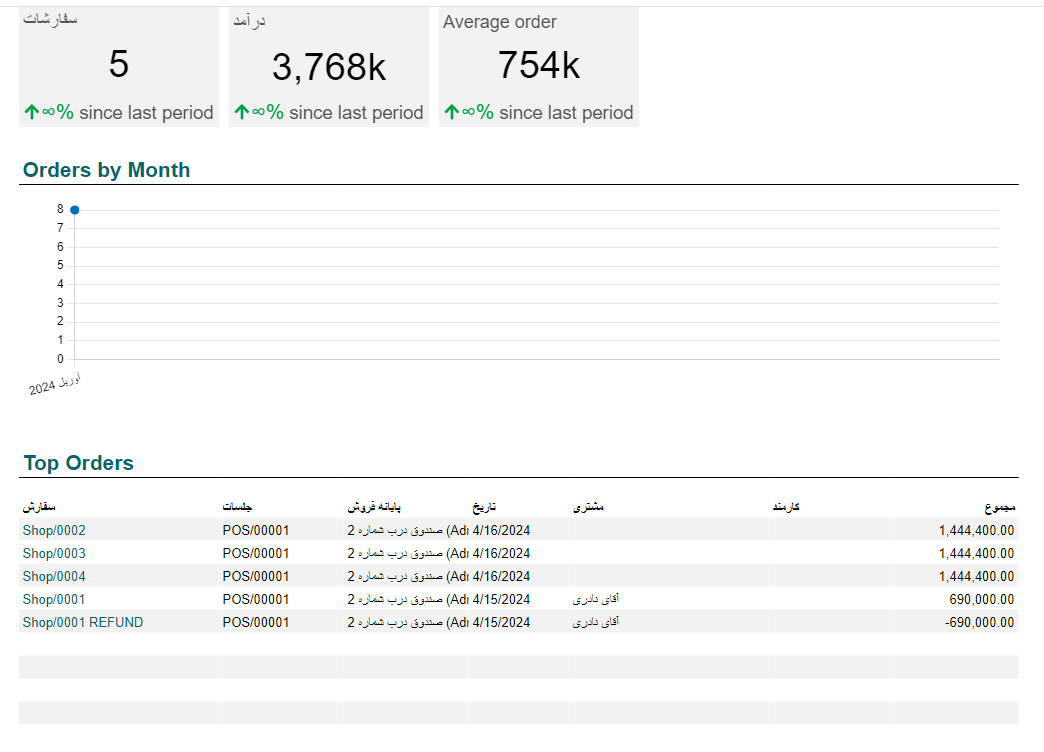 سفارشات
5
↑∞% since last period
درآمد
3,768k
↑∞% since last period
Average order
754k
↑∞% since last period
Orders by Month
8
7
6
5
4
3
2
1
0
آوریل 2024
Top Orders
سفارش جلسات پایانه فروش تاریخ مشتری کارمند مجموع
Shop/0002 POS/00001 صندوق درب شماره 2 (Adı 4/16/2024 1,444,400.00
Shop/0003 POS/00001 صندوق درب شماره 2 (Adı 4/16/2024 1,444,400.00
Shop/0004 POS/00001 صندوق درب شماره 2 (Adı 4/16/2024 1,444,400.00
Shop/0001 POS/00001 صندوق درب شماره 2 (Adı 4/15/2024 آقای نادری 690,000.00
Shop/0001 REFUND POS/00001 صندوق درب شماره 2 (Adı 4/15/2024 آقای نادری -690,000.00